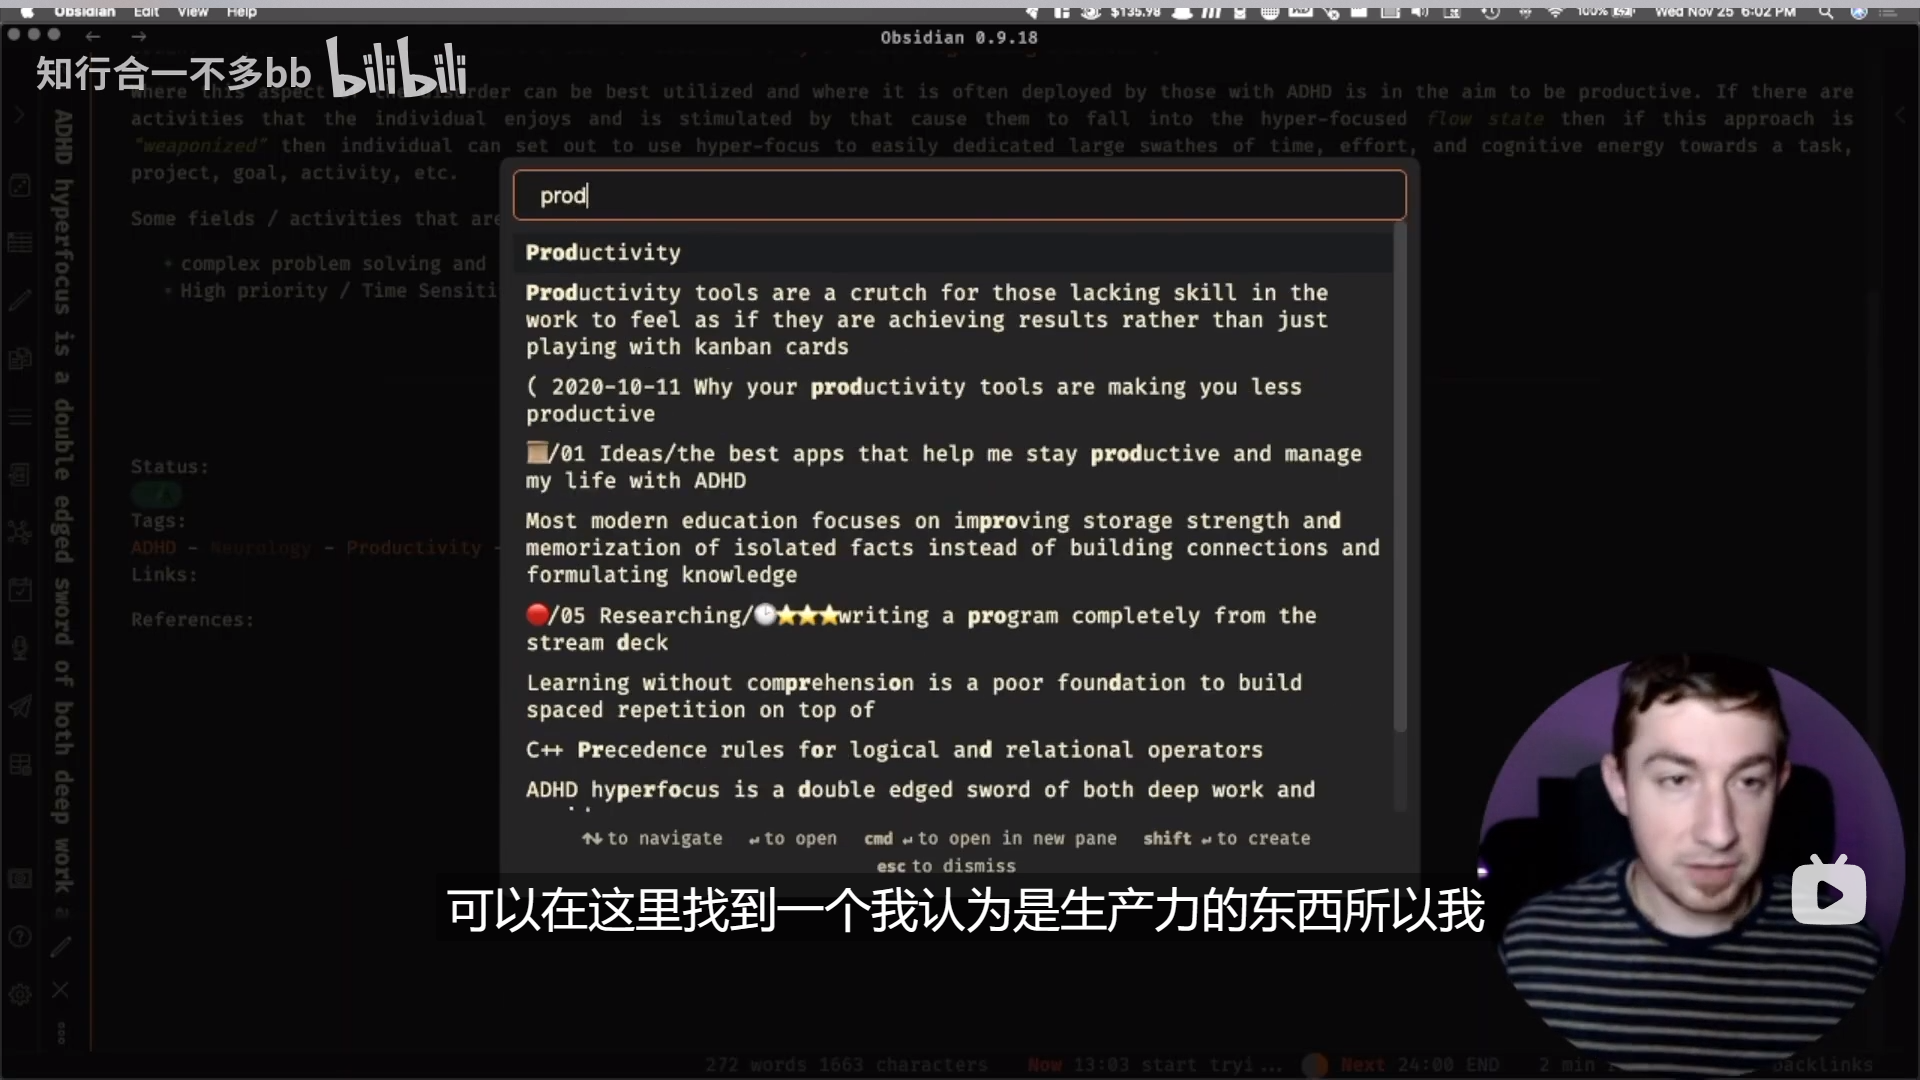 Obsidian Edit View Help
$135.98
100%
Wed Nov 25 6:02 PM
Obsidian 0.9.18
知行合一不多bb bilibili
where this aspect of the disorder can be best utilized and where it is often deployed by those with ADHD is in the aim to be productive. If there are
activities that the individual enjoys and is stimulated by that cause them to fall into the hyper-focused flow state then if this approach is
"weaponized" then individual can set out to use hyper-focus to easily dedicated large swathes of time, effort, and cognitive energy towards a task,
project, goal, activity, etc.
Some fields / activities that are
• complex problem solving and
• High priority / Time Sensiti
ADHD hyperfocus is a double edged sword of both deep work a
Status:
Tags:
ADHD - Neurology - Productivity -
Links:
References:
prod
Productivity
Productivity tools are a crutch for those lacking skill in the
work to feel as if they are achieving results rather than just
playing with kanban cards
( 2020-10-11 Why your productivity tools are making you less
productive
/01 Ideas/the best apps that help me stay productive and manage
my life with ADHD
Most modern education focuses on improving storage strength and
memorization of isolated facts instead of building connections and
formulating knowledge
🔴/05 Researching/🕒⭐⭐⭐writing a program completely from the
stream deck
Learning without comprehension is a poor foundation to build
spaced repetition on top of
C++ Precedence rules for logical and relational operators
ADHD hyperfocus is a double edged sword of both deep work and
↑↓ to navigate ↵ to open cmd ↵ to open in new pane shift ↵ to create
esc to dismiss
可以在这里找到一个我认为是生产力的东西所以我
272 words 1663 characters Now 13:03 start tryi... Next 24:00 END 2 min backlinks